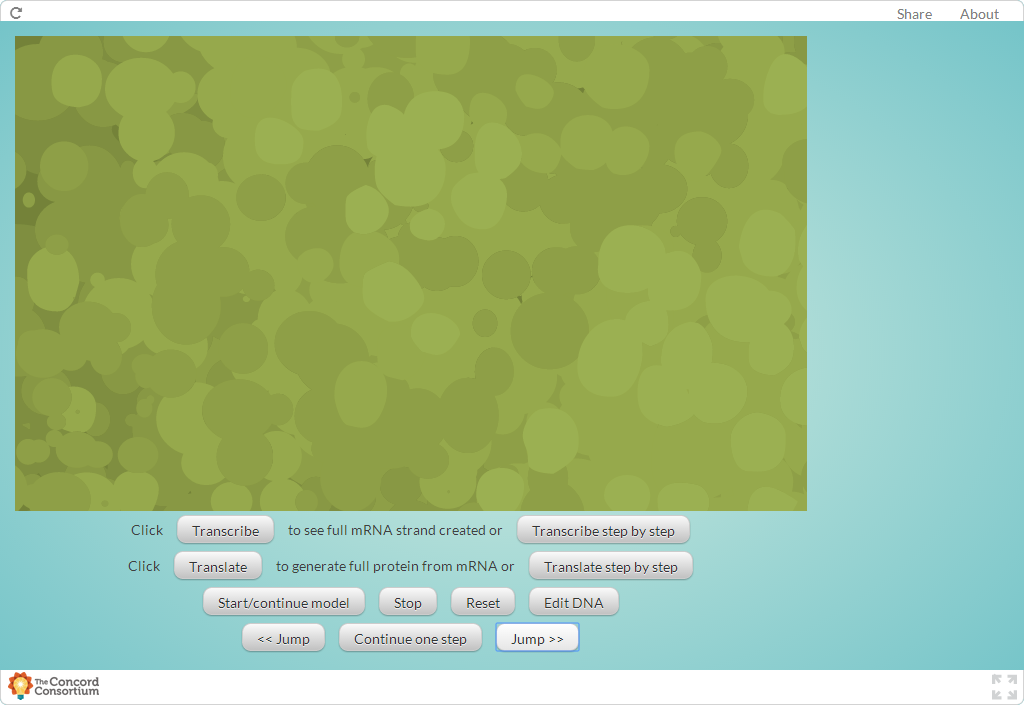 Share About
Click Transcribe to see full mRNA strand created or Transcribe step by step
Click Translate to generate full protein from mRNA or Translate step by step
Start/continue model Stop Reset Edit DNA
<< Jump Continue one step Jump >>
The Concord
Consortium